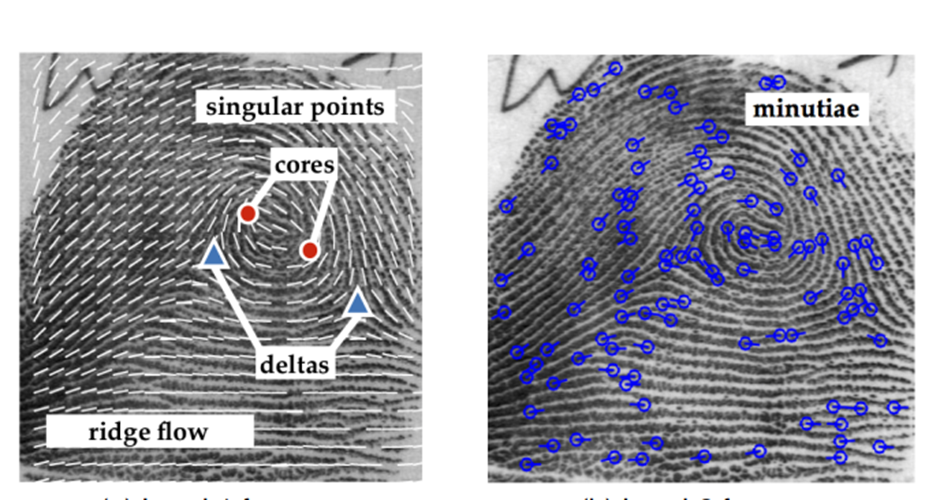 singular points
cores
deltas
ridge flow
minutiae